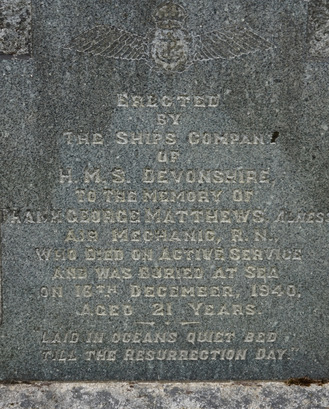 ERECTED
BY
THE SHIPS COMPANY
OF
H.M.S. DEVONSHIRE,
TO THE MEMORY OF
FRANK GEORGE MATTHEWS,
AIR MECHANIC, R.N.
WHO DIED ON ACTIVE SERVICE
AND WAS BURIED AT SEA
ON 16TH DECEMBER, 1940.
AGED 21 YEARS.
"LAID IN OCEANS QUIET BED
'TILL THE RESURRECTION DAY."